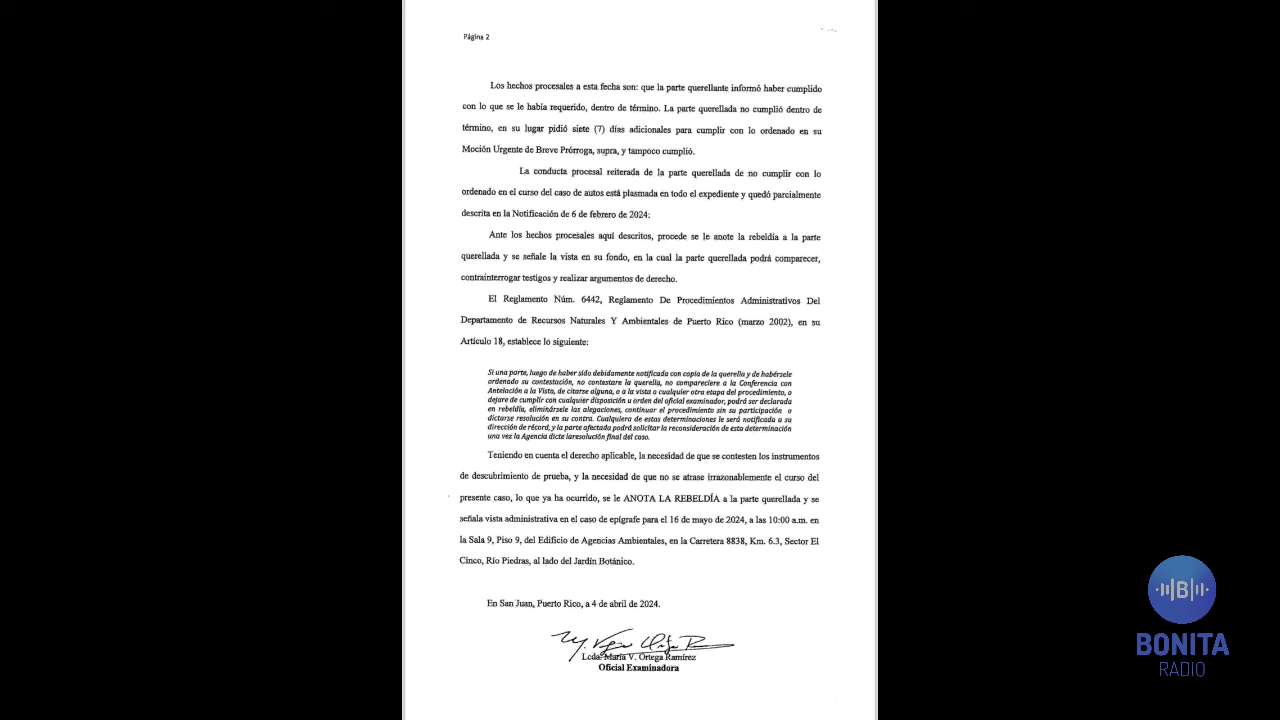 Página 2
Los hechos procesales a esta fecha son: que la parte querellante informó haber cumplido
con lo que se le había requerido, dentro de término. La parte querellada no cumplió dentro de
término, en su lugar pidió siete (7) días adicionales para cumplir con lo ordenado en su
Moción Urgente de Breve Prórroga, supra, y tampoco cumplió.
La conducta procesal reiterada de la parte querellada de no cumplir con lo
ordenado en el curso del caso de autos está plasmada en todo el expediente y quedó parcialmente
descrita en la Notificación de 6 de febrero de 2024:
Ante los hechos procesales aquí descritos, procede se le anote la rebeldía a la parte
querellada y se señale la vista en su fondo, en la cual la parte querellada podrá comparecer,
contrainterrogar testigos y realizar argumentos de derecho.
El Reglamento Núm. 6442, Reglamento De Procedimientos Administrativos Del
Departamento de Recursos Naturales Y Ambientales de Puerto Rico (marzo 2002), en su
Artículo 18, establece lo siguiente:
Si una parte, luego de haber sido debidamente notificada con copia de la querella y de habérsele
ordenado su contestación, no contestare la querella, no compareciere a la Conferencia con
Antelación a la Vista, de citarse alguna, o a la vista o cualquier otra etapa del procedimiento, o
dejare de cumplir con cualquier disposición u orden del oficial examinador, podrá ser declarada
en rebeldía, eliminársele las alegaciones, continuar el procedimiento sin su participación o
dictarse resolución en su contra. Cualquiera de estas determinaciones le será notificada a su
dirección de récord, y la parte afectada podrá solicitar la reconsideración de esta determinación
una vez la Agencia dicte laresolución final del caso.
Teniendo en cuenta el derecho aplicable, la necesidad de que se contesten los instrumentos
de descubrimiento de prueba, y la necesidad de que no se atrase irrazonablemente el curso del
presente caso, lo que ya ha ocurrido, se le ANOTA LA REBELDÍA a la parte querellada y se
señala vista administrativa en el caso de epígrafe para el 16 de mayo de 2024, a las 10:00 a.m. en
la Sala 9, Piso 9, del Edificio de Agencias Ambientales, en la Carretera 8838, Km. 6.3, Sector El
Cinco, Río Piedras, al lado del Jardín Botánico.
En San Juan, Puerto Rico, a 4 de abril de 2024.
Lcda. María V. Ortega Ramírez
Oficial Examinadora
B
BONITA
RADIO